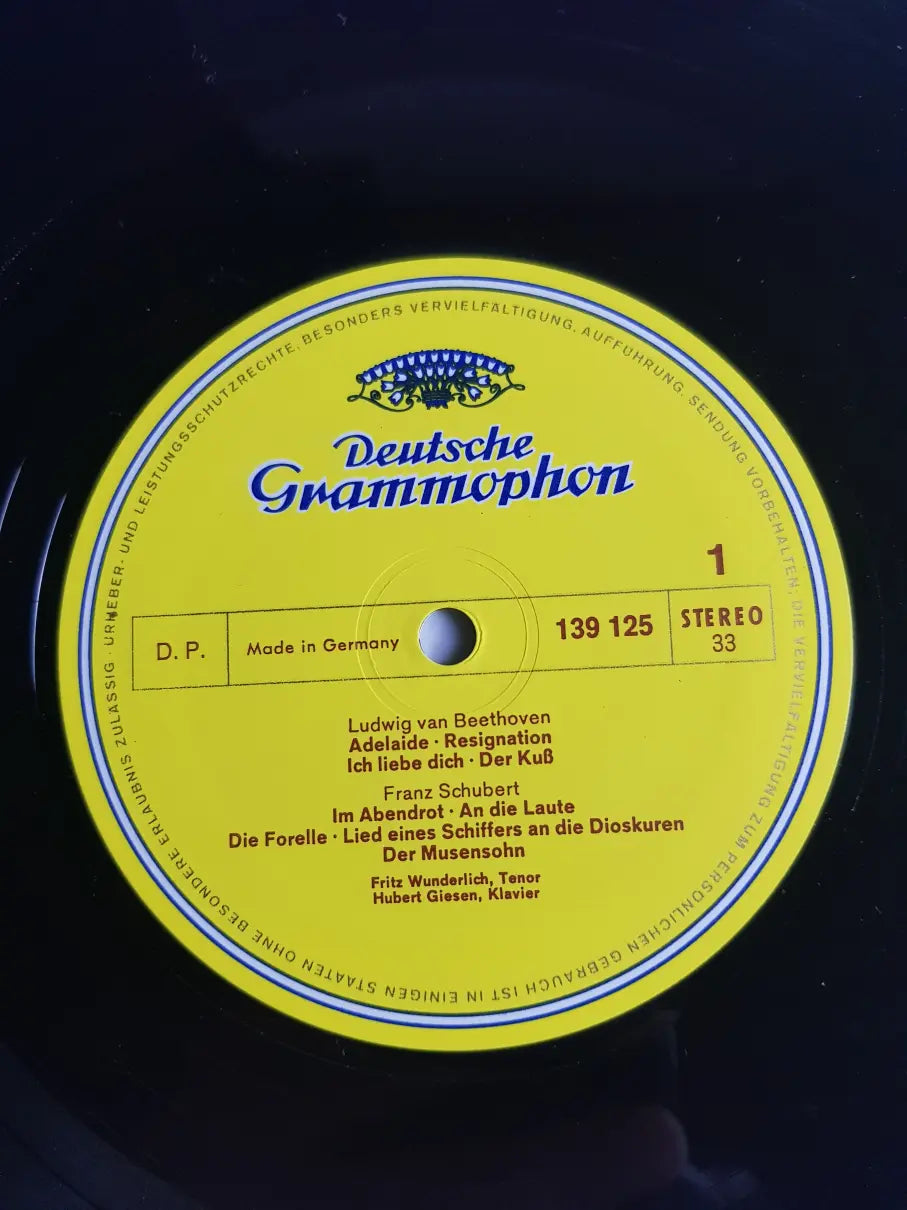 URHEBER- UND LEISTUNGSSCHUTZRECHTE, BESONDERS VERVIELFÄLTIGUNG, AUFFÜHRUNG, SENDUNG VORBEHALTEN; DIE VERVIELFÄLTIGUNG ZUM PERSÖNLICHEN GEBRAUCH IST IN EINIGEN STAATEN OHNE BESONDERE ERLAUBNIS ZULÄSSIG ·
Deutsche
Grammophon
1
D. P. Made in Germany 139 125 STEREO
33
Ludwig van Beethoven
Adelaide · Resignation
Ich liebe dich · Der Kuß
Franz Schubert
Im Abendrot · An die Laute
Die Forelle · Lied eines Schiffers an die Dioskuren
Der Musensohn
Fritz Wunderlich, Tenor
Hubert Giesen, Klavier